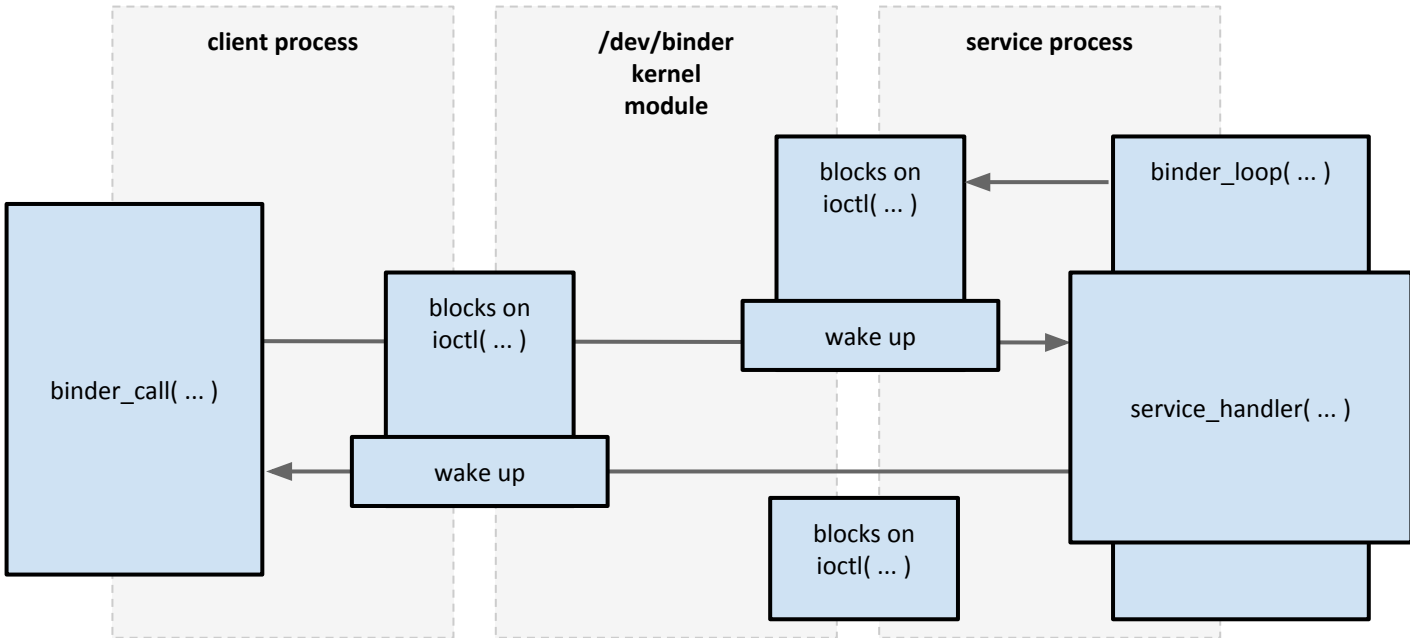 client process
/dev/binder
kernel
module
service process
blocks on
ioctl( ... )
binder_loop( ... )
blocks on
ioctl( ... )
wake up
binder_call( ... )
service_handler( ... )
wake up
blocks on
ioctl( ... )